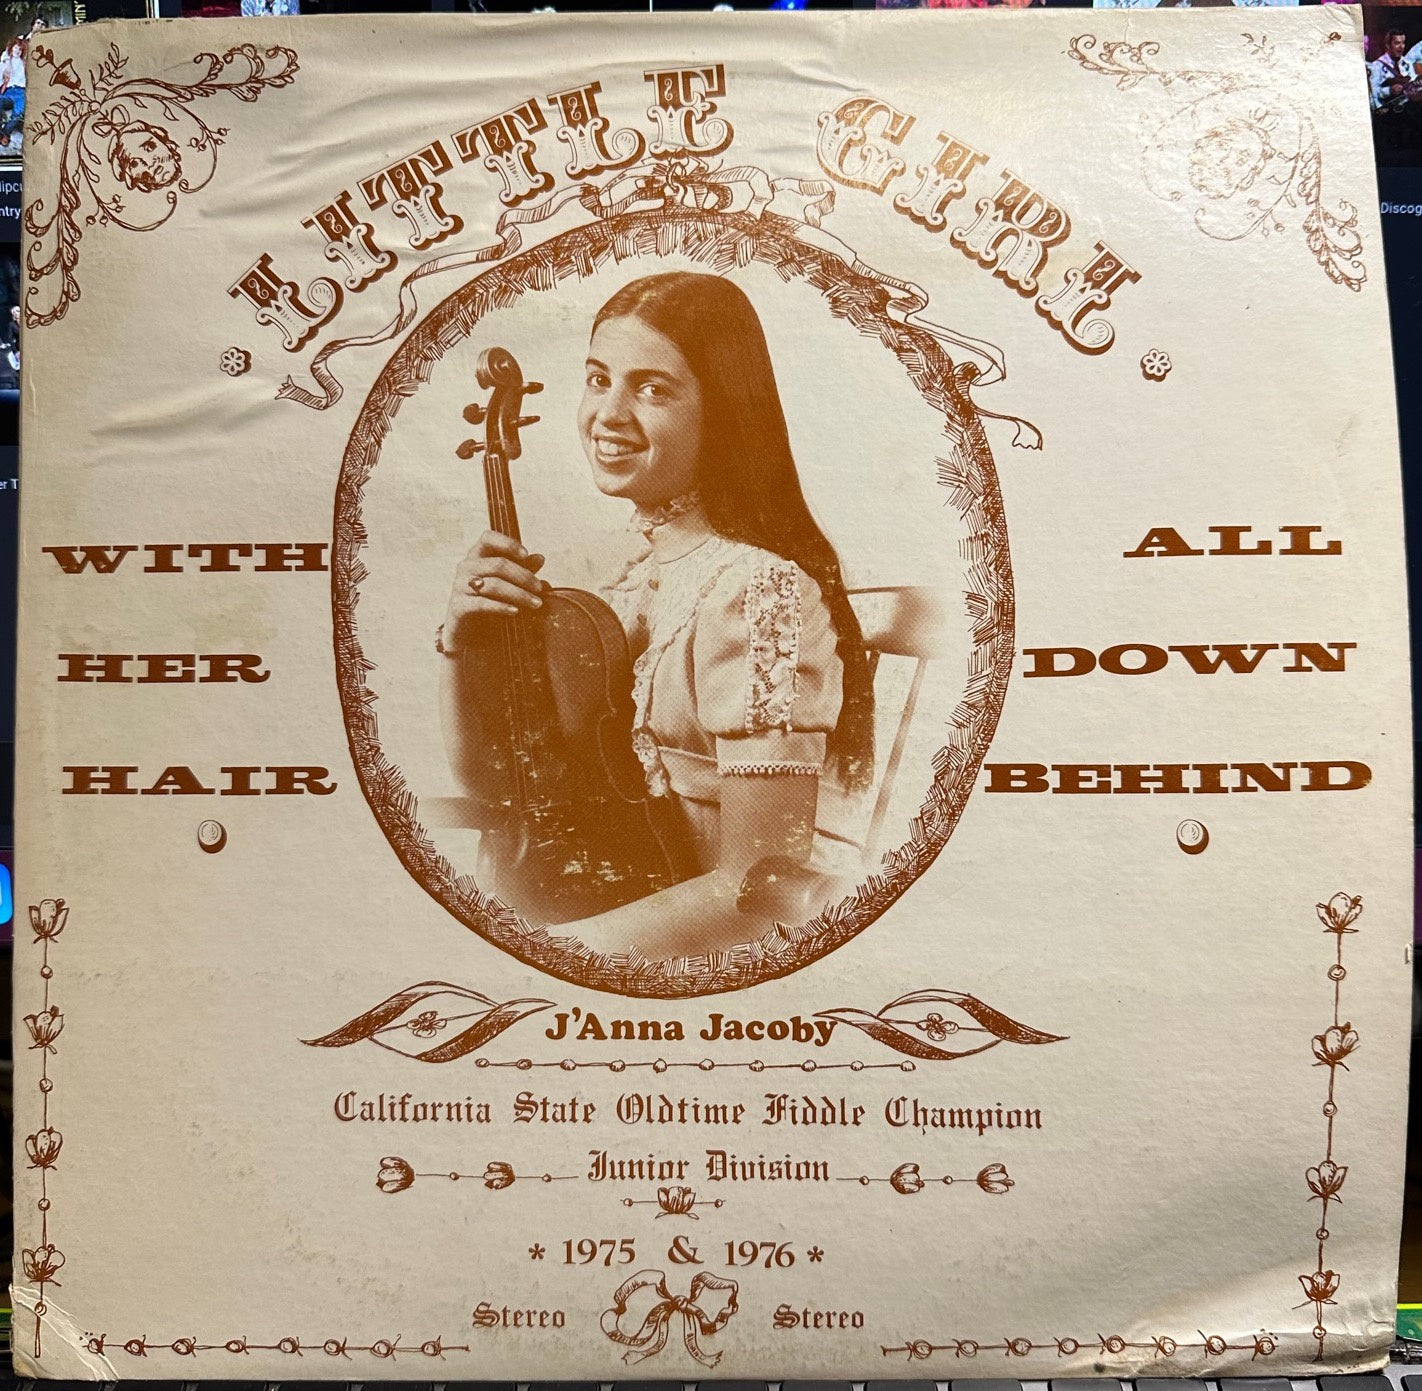 LITTLE GIRL
WITH
HER
HAIR
ALL
DOWN
BEHIND
J'Anna Jacoby
California State Oldtime Fiddle Champion
Junior Division
* 1975 & 1976 *
Stereo Stereo
Discog